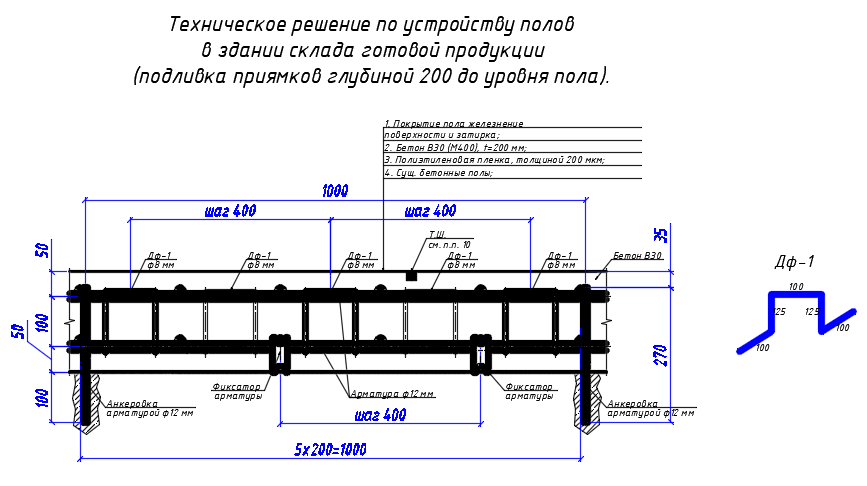 Техническое решение по устройству полов
в здании склада готовой продукции
(подливка приямков глубиной 200 до уровня пола).
1. Покрытие пола железнение
поверхности и затирка;
2. Бетон В30 (М400), t=200 мм;
3. Полиэтиленовая пленка, толщиной 200 мкм;
4. Сущ. бетонные полы;
1000
шаг 400
шаг 400
Т.Ш.
см. п.п. 10
50
35
Дф-1
ф8 мм
Дф-1
ф8 мм
Дф-1
ф8 мм
Дф-1
ф8 мм
Дф-1
ф8 мм
Бетон В30
Дф-1
100
125
125
100
100
50
100
270
100
Фиксатор
арматуры
Арматура ф12 мм
Фиксатор
арматуры
Анкеровка
арматурой ф12 мм
Анкеровка
арматурой ф12 мм
шаг 400
5х200=1000